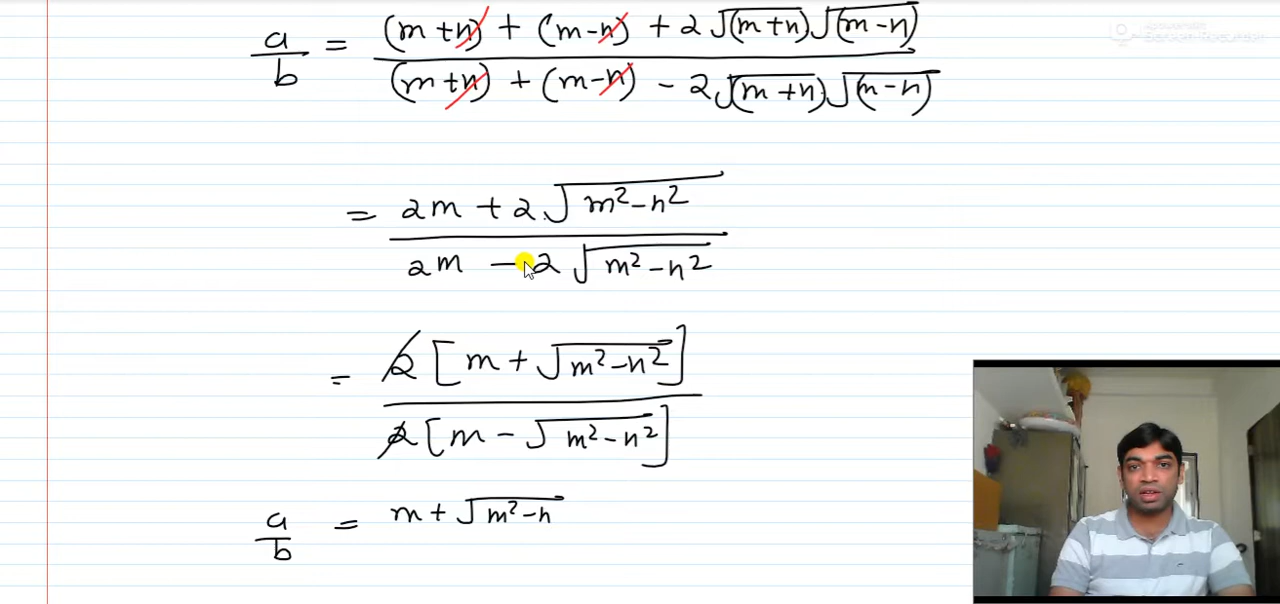 a/b = (m+n) + (m-n) + 2√(m+n)√(m-n) / (m+n) + (m-n) - 2√(m+n)√(m-n)
= 2m + 2√m²-n² / 2m - 2√m²-n²
= 2[m + √m²-n²] / 2[m - √m²-n²]
a/b = m + √m²-n